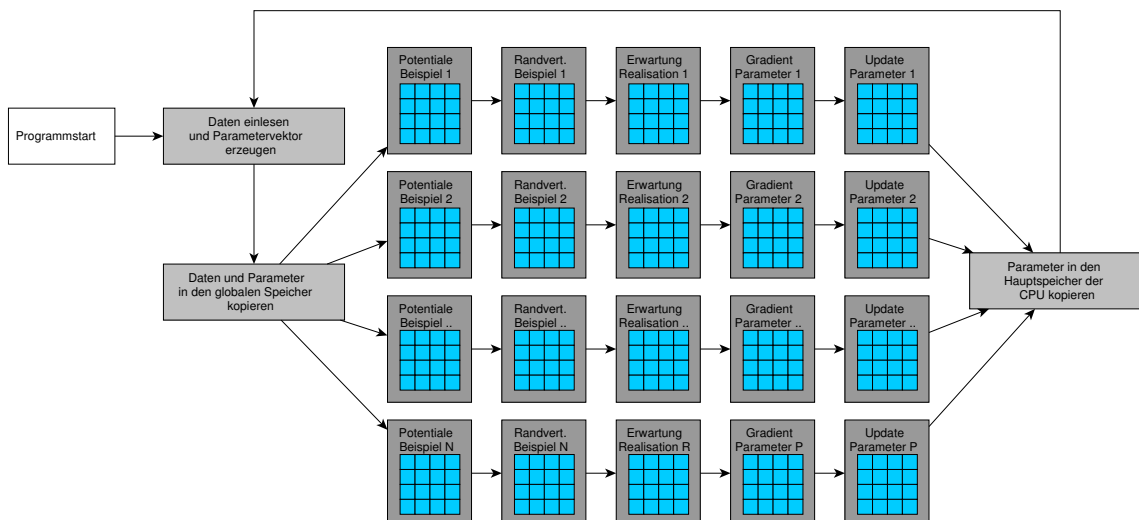 Potentiale
Beispiel 1
Randvert.
Beispiel 1
Erwartung
Realisation 1
Gradient
Parameter 1
Update
Parameter 1
Programmstart
Daten einlesen
und Parametervektor
erzeugen
Potentiale
Beispiel 2
Randvert.
Beispiel 2
Erwartung
Realisation 2
Gradient
Parameter 2
Update
Parameter 2
Daten und Parameter
in den globalen Speicher
kopieren
Parameter in den
Hauptspeicher der
CPU kopieren
Potentiale
Beispiel ..
Randvert.
Beispiel ..
Erwartung
Realisation ..
Gradient
Parameter ..
Update
Parameter ..
Potentiale
Beispiel N
Randvert.
Beispiel N
Erwartung
Realisation R
Gradient
Parameter P
Update
Parameter P